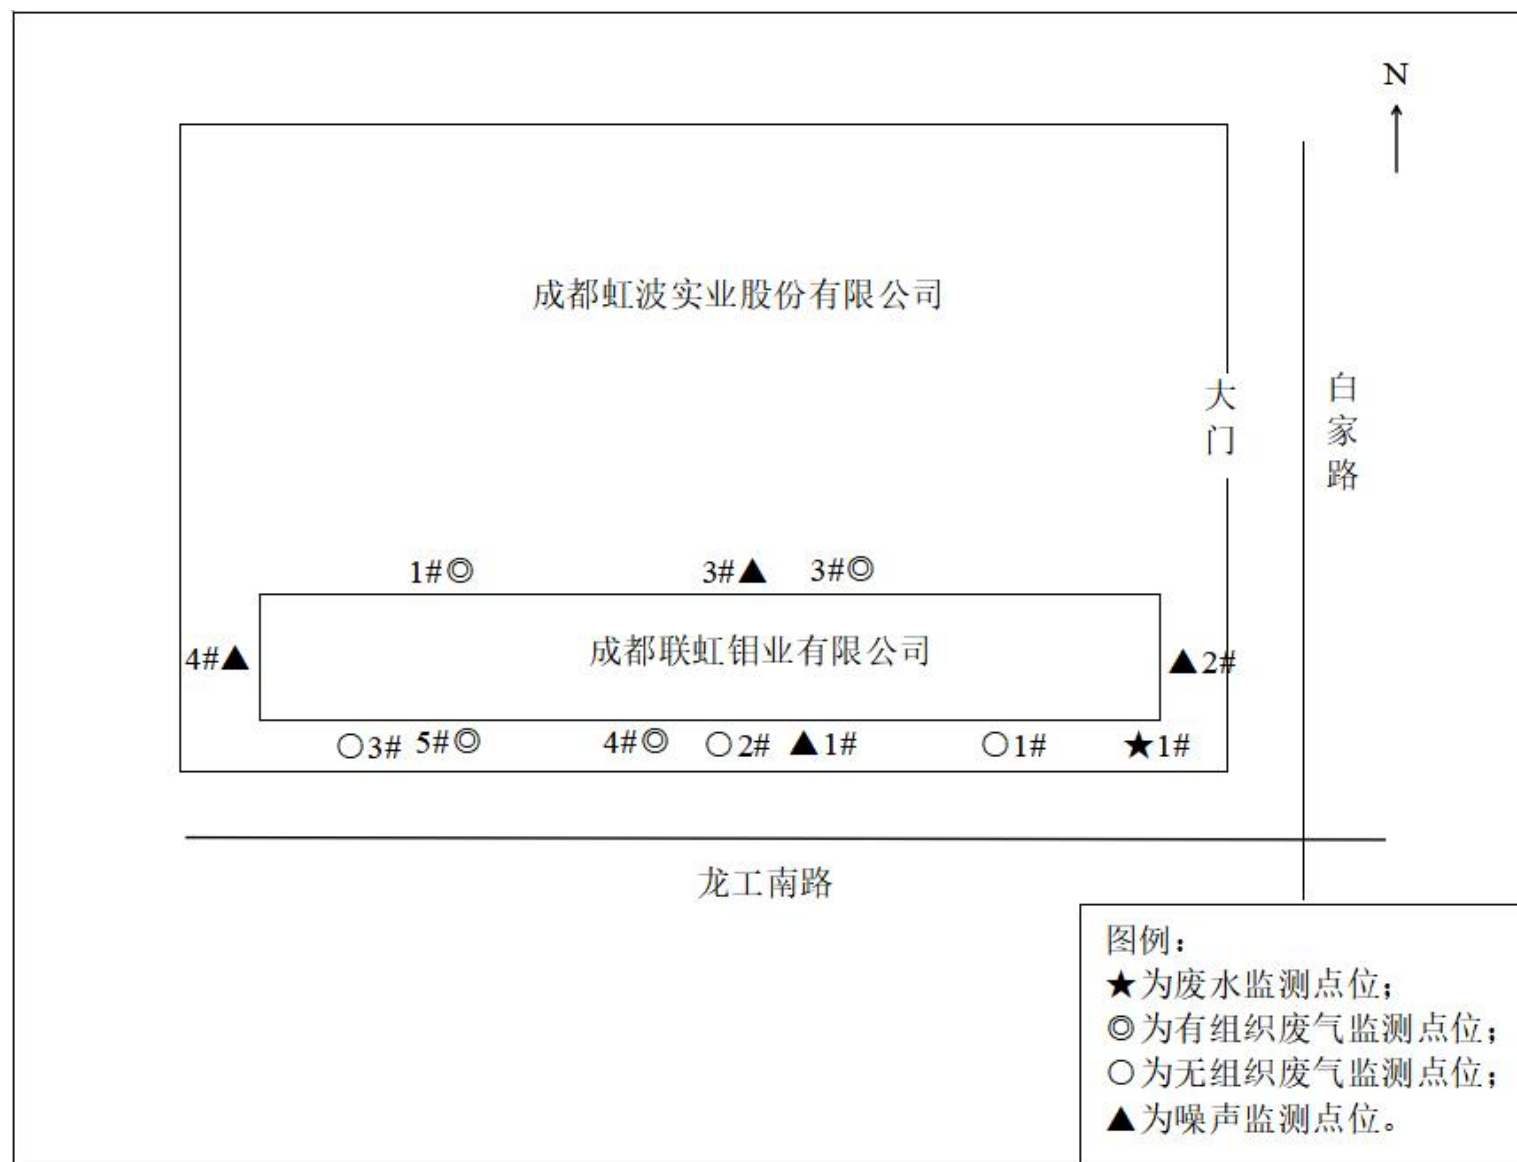 N
成都虹波实业股份有限公司
大门
白家路
1#◎
3#▲
3#◎
4#▲
成都联虹钼业有限公司
▲2#
○3#
5#◎
4#◎
○2#
▲1#
○1#
★1#
龙工南路
图例：
★为废水监测点位；
◎为有组织废气监测点位；
○为无组织废气监测点位；
▲为噪声监测点位。